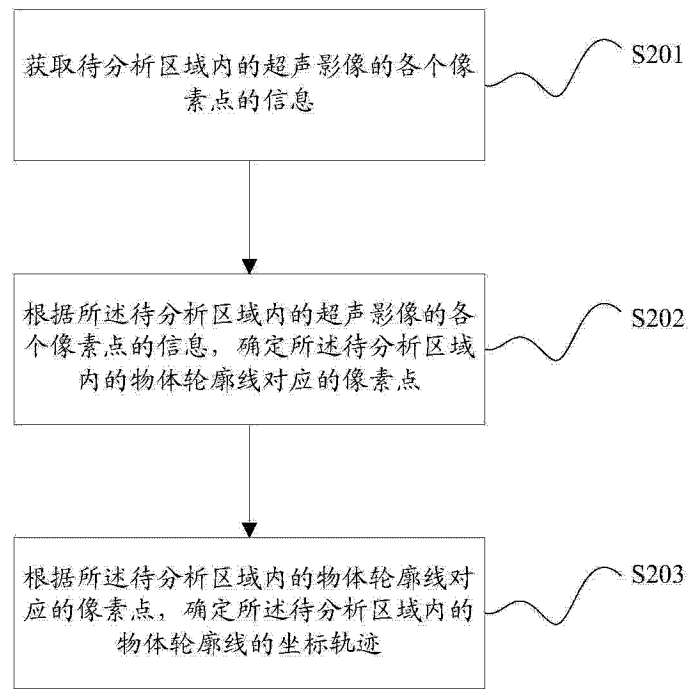 获取待分析区域内的超声影像的各个像
素点的信息
S201
根据所述待分析区域内的超声影像的各
个像素点的信息，确定所述待分析区域
内的物体轮廓线对应的像素点
S202
根据所述待分析区域内的物体轮廓线对
应的像素点，确定所述待分析区域内的
物体轮廓线的坐标轨迹
S203